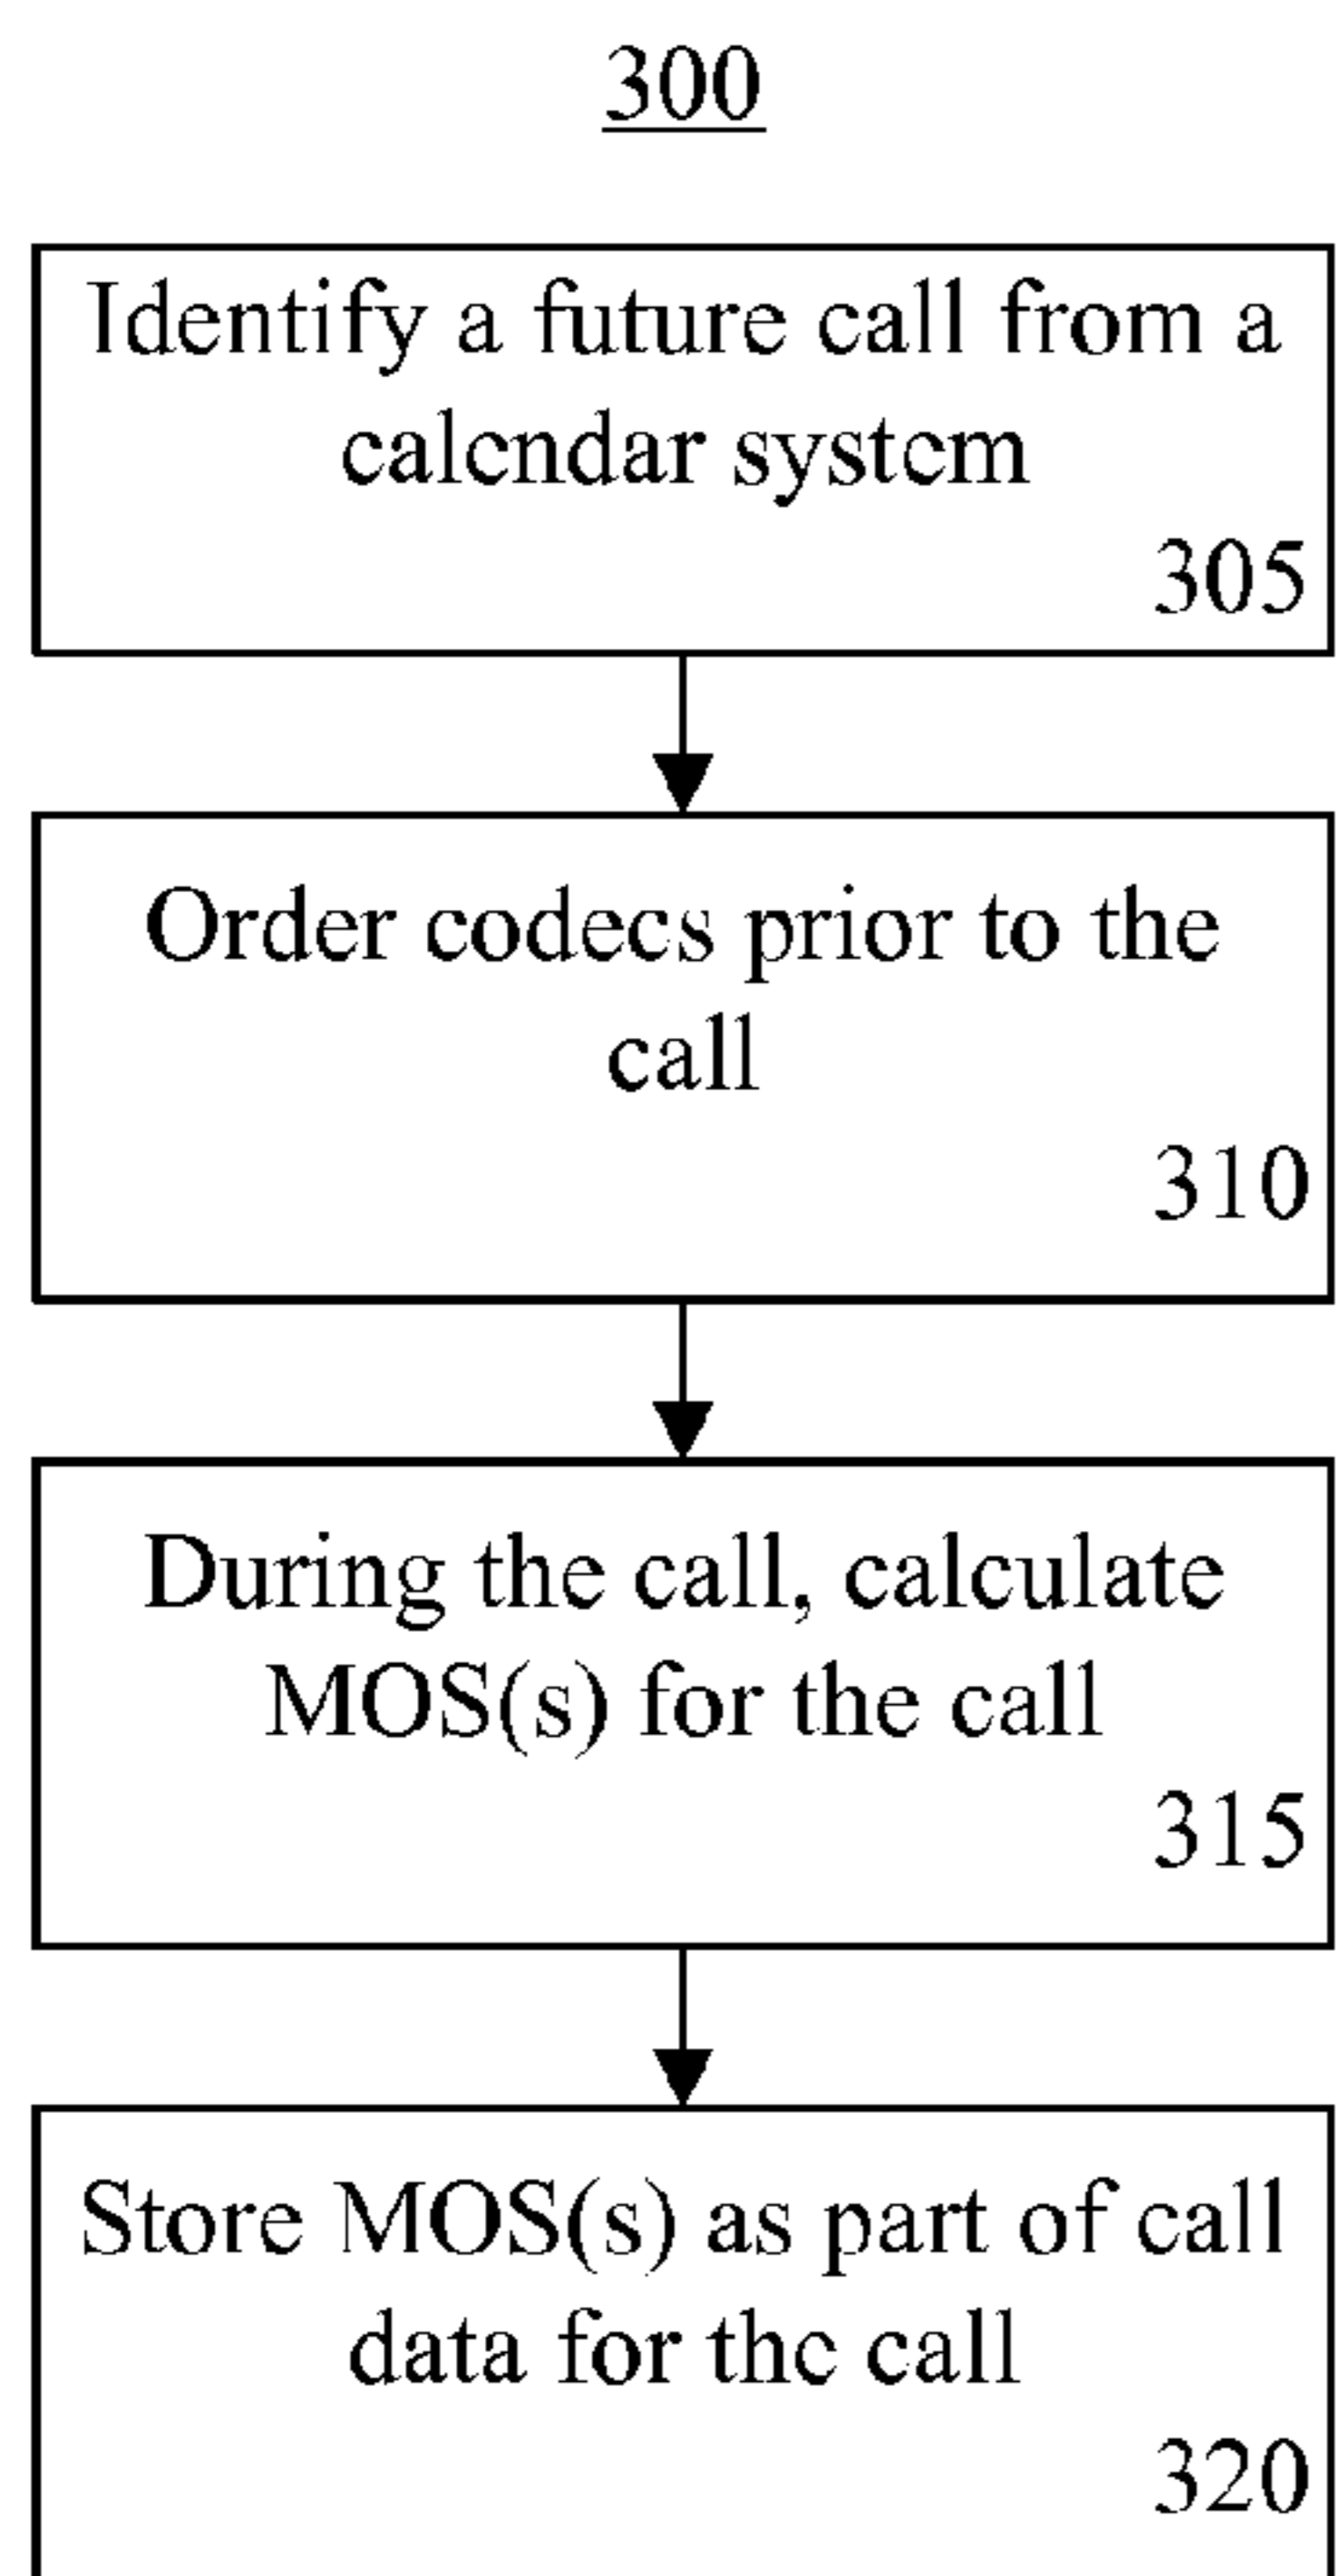 300
Identify a future call from a
calendar system
305
Order codecs prior to the
call
310
During the call, calculate
MOS(s) for the call
315
Store MOS(s) as part of call
data for the call
320